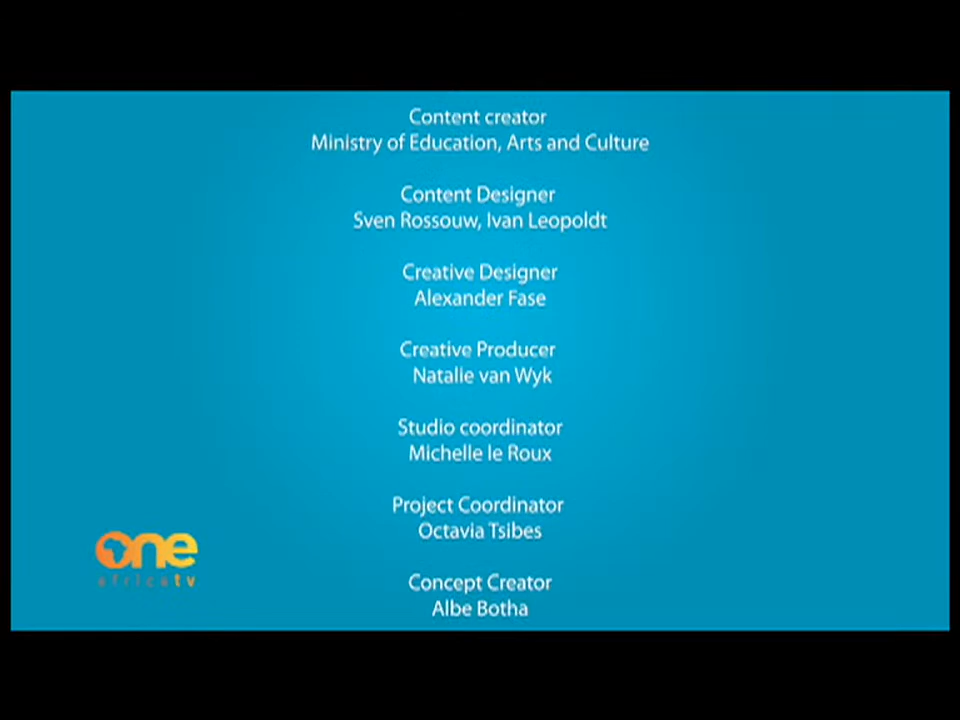 Content creator
Ministry of Education, Arts and Culture
Content Designer
Sven Rossouw, Ivan Leopoldt
Creative Designer
Alexander Fase
Creative Producer
Natalie van Wyk
Studio coordinator
Michelle le Roux
Project Coordinator
Octavia Tsibes
Concept Creator
Albe Botha
one
africa tv